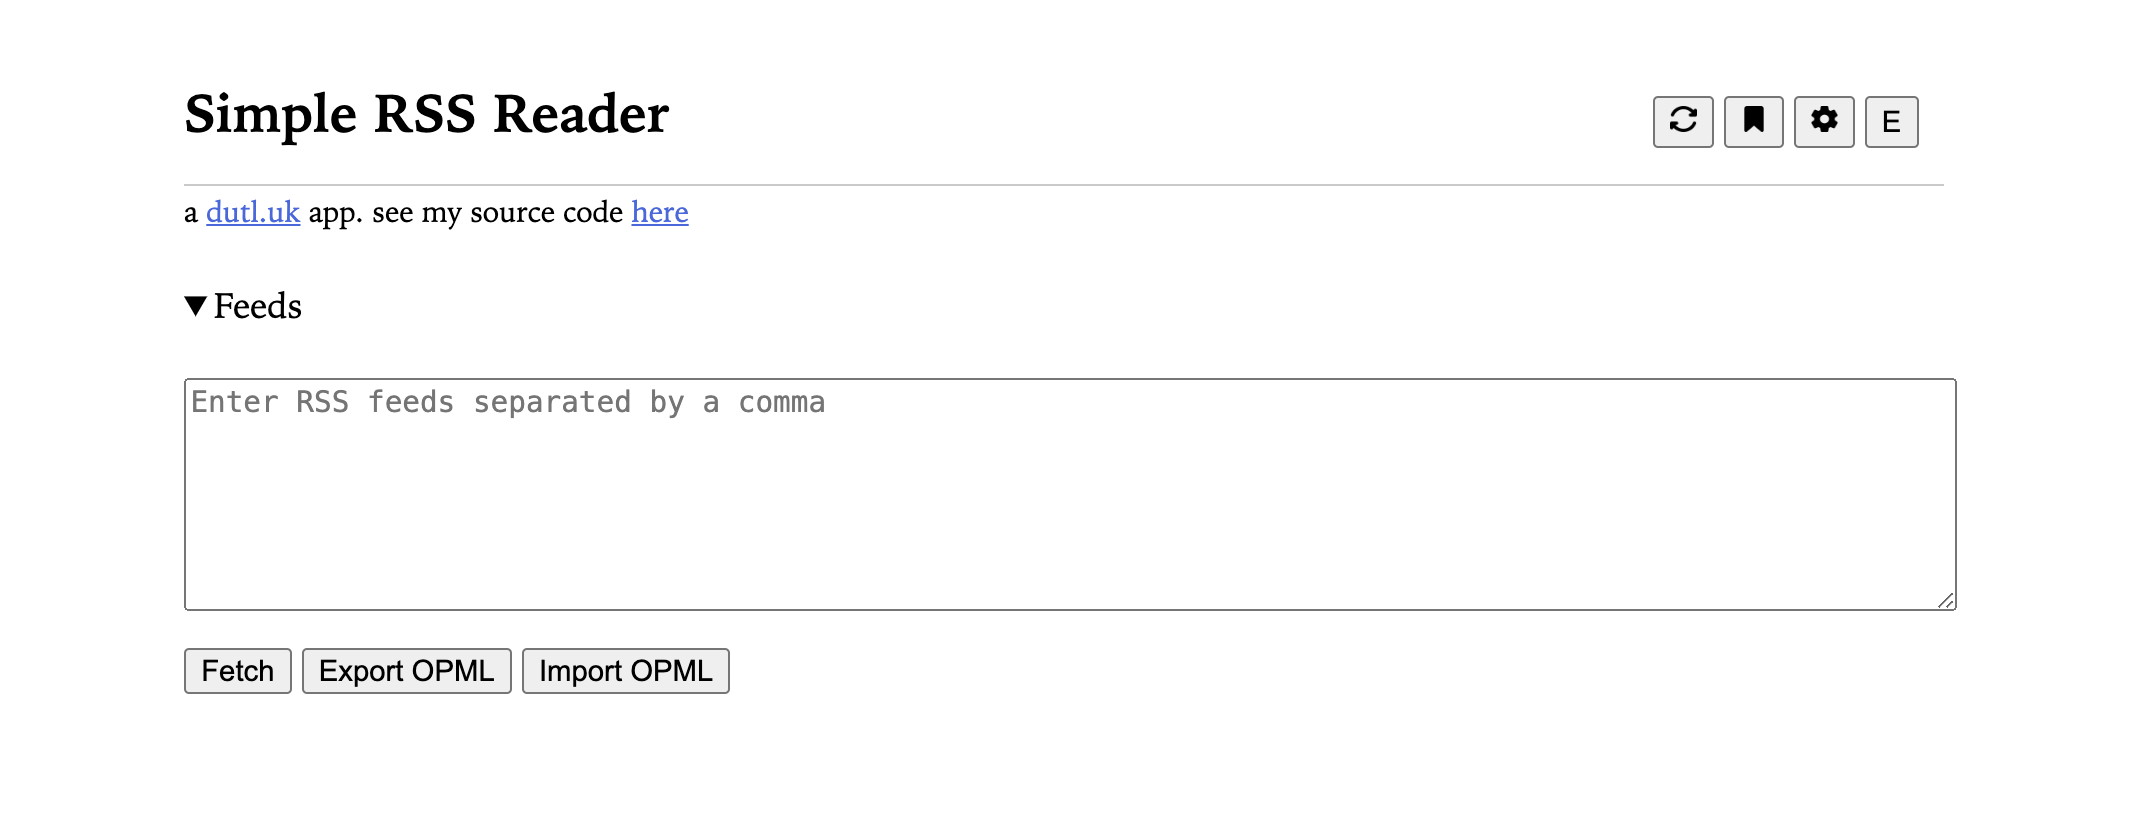 Simple RSS Reader
E
a dutl.uk app. see my source code here
Feeds
Enter RSS feeds separated by a comma
Fetch Export OPML Import OPML